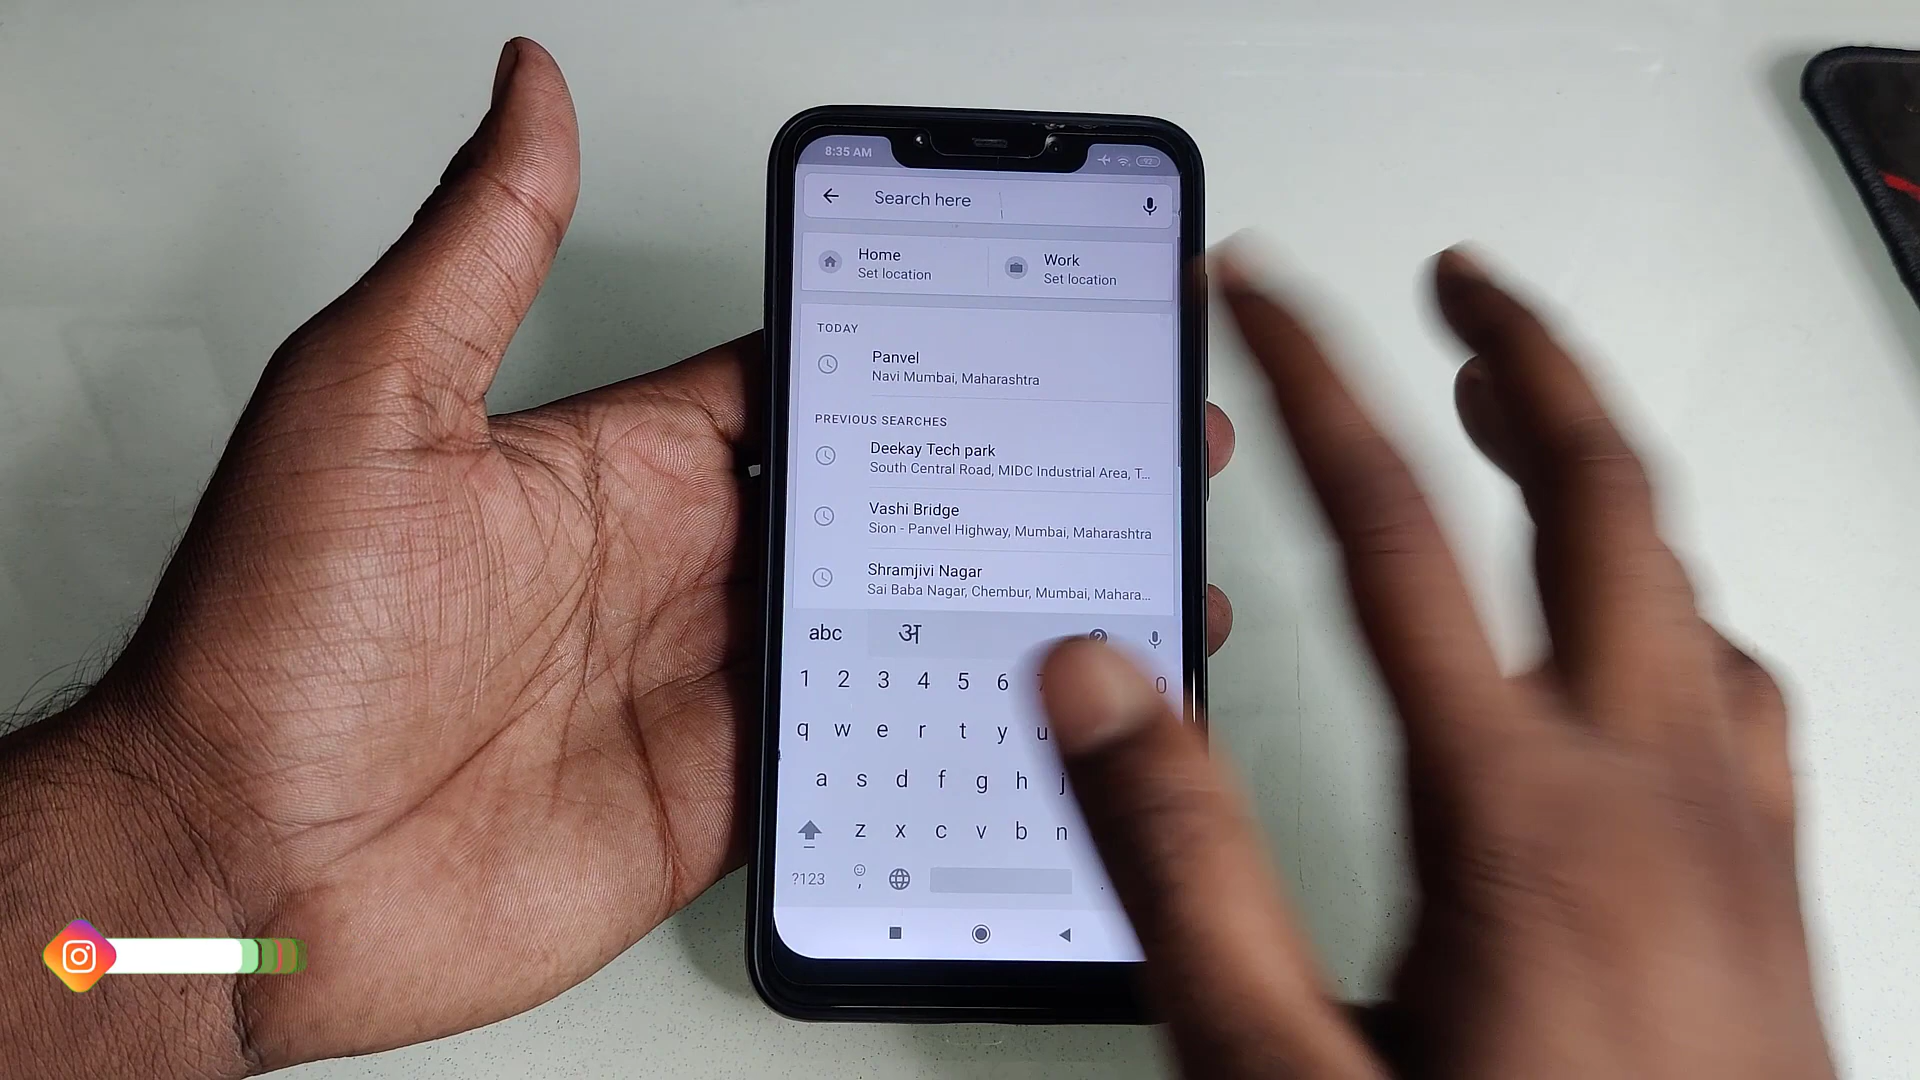 8:35 AM
92
Search here
Home
Set location
Work
Set location
TODAY
Panvel
Navi Mumbai, Maharashtra
PREVIOUS SEARCHES
Deekay Tech park
South Central Road, MIDC Industrial Area, T...
Vashi Bridge
Sion - Panvel Highway, Mumbai, Maharashtra
Shramjivi Nagar
Sai Baba Nagar, Chembur, Mumbai, Mahara...
abc अ ?
1 2 3 4 5 6 7 0
q w e r t y u
a s d f g h j
z x c v b n
?123 , .